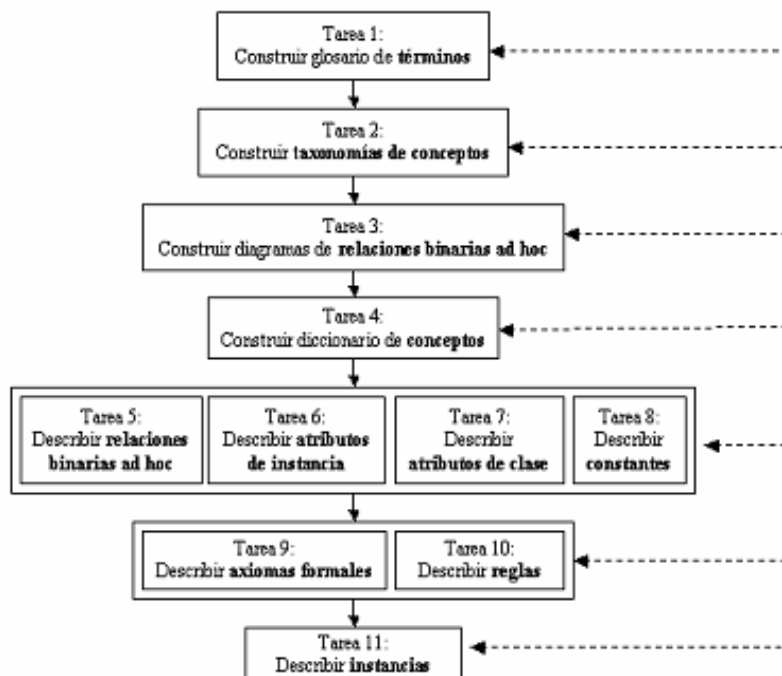 Tarea 1:
Construir glosario de términos
Tarea 2:
Construir taxonomías de conceptos
Tarea 3:
Construir diagramas de relaciones binarias ad hoc
Tarea 4:
Construir diccionario de conceptos
Tarea 5:
Describir relaciones
binarias ad hoc
Tarea 6:
Describir atributos
de instancia
Tarea 7:
Describir
atributos de clase
Tarea 8:
Describir
constantes
Tarea 9:
Describir axiomas formales
Tarea 10:
Describir reglas
Tarea 11:
Describir instancias